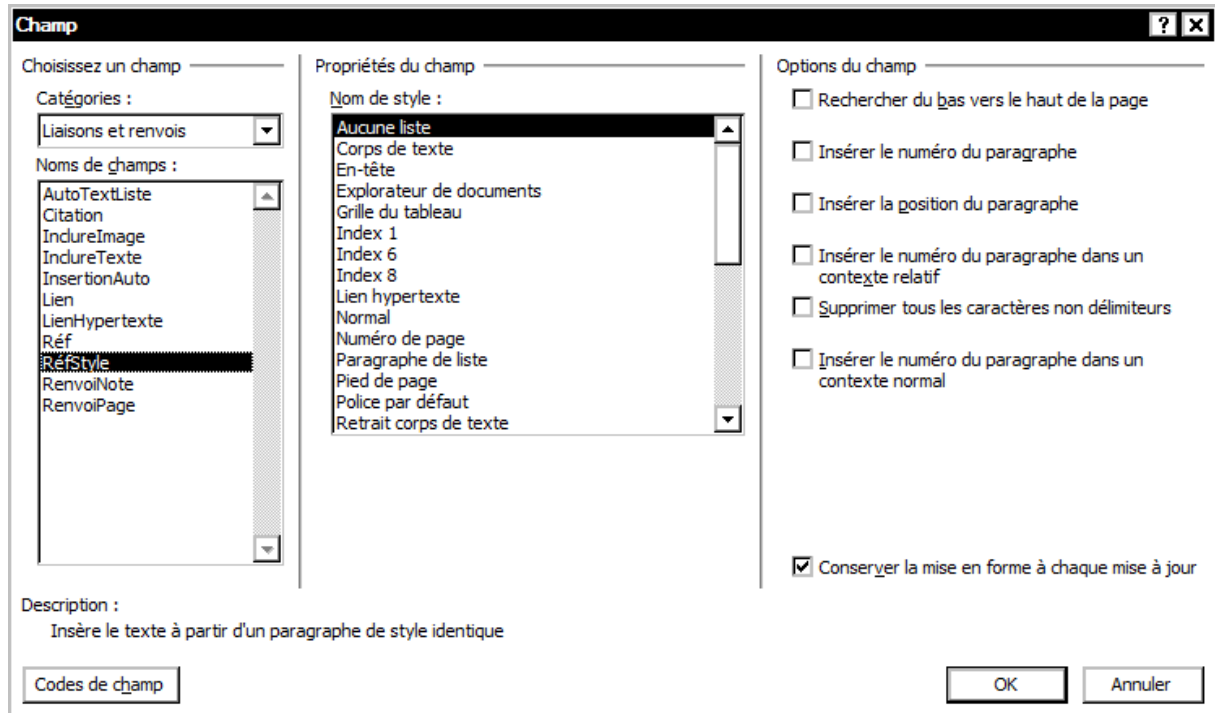 Champ
Choisissez un champ
Catégories :
Liaisons et renvois
Noms de champs :
AutoTextListe
Citation
InclureImage
InclureTexte
InsertionAuto
Lien
LienHypertexte
Réf
RéfStyle
RenvoiNote
RenvoiPage
Propriétés du champ
Nom de style :
Aucune liste
Corps de texte
En-tête
Explorateur de documents
Grille du tableau
Index 1
Index 6
Index 8
Lien hypertexte
Normal
Numéro de page
Paragraphe de liste
Pied de page
Police par défaut
Retrait corps de texte
Options du champ
Rechercher du bas vers le haut de la page
Insérer le numéro du paragraphe
Insérer la position du paragraphe
Insérer le numéro du paragraphe dans un
contexte relatif
Supprimer tous les caractères non délimiteurs
Insérer le numéro du paragraphe dans un
contexte normal
Conserver la mise en forme à chaque mise à jour
Description :
Insère le texte à partir d'un paragraphe de style identique
Codes de champ
OK
Annuler